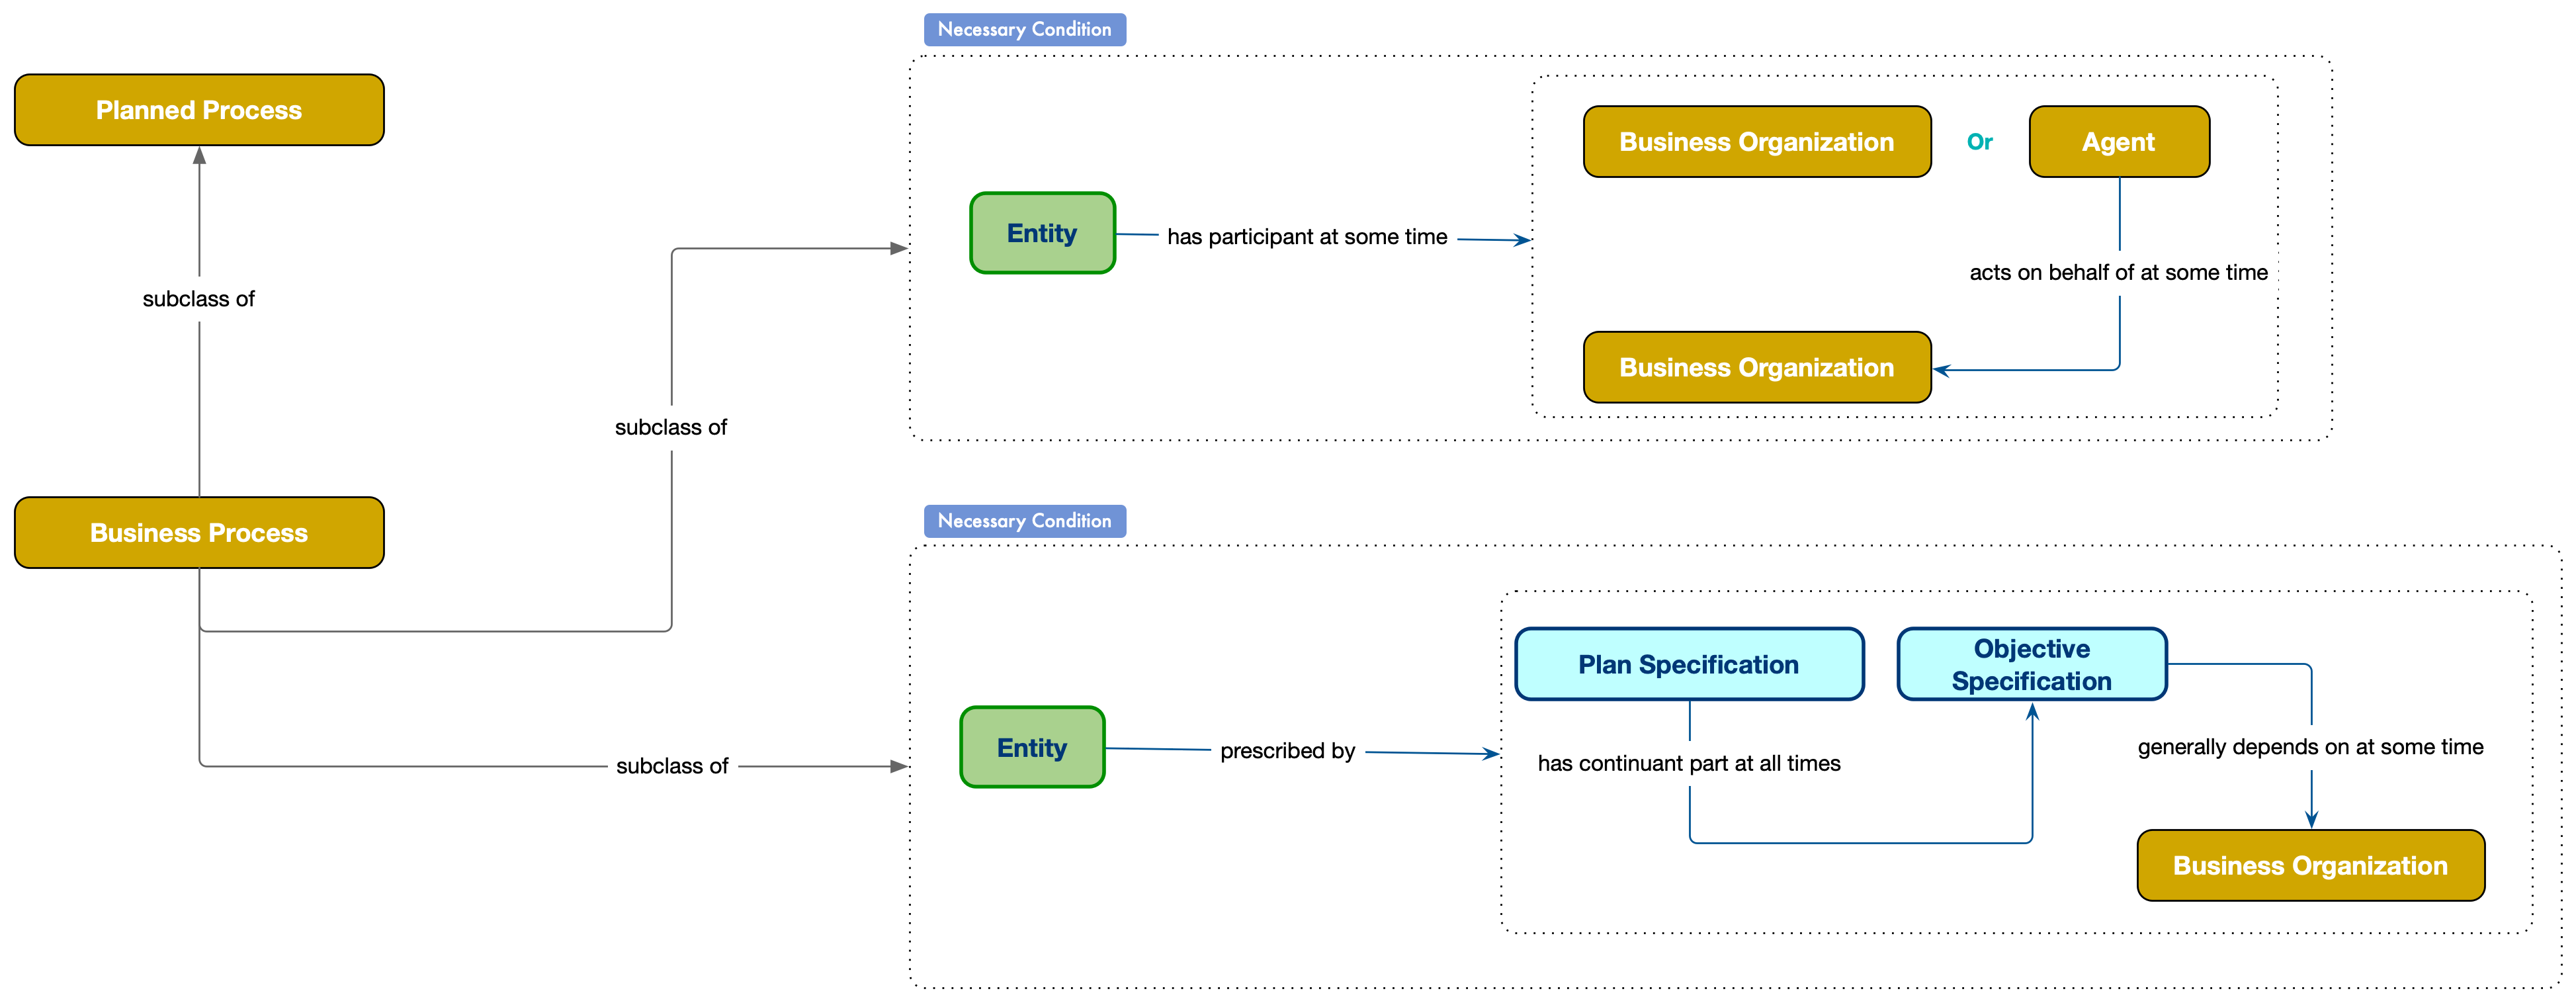 Necessary Condition
Planned Process
Business Organization
Or
Agent
Entity
has participant at some time
acts on behalf of at some time
subclass of
Business Organization
subclass of
Necessary Condition
Business Process
Plan Specification
Objective
Specification
Entity
prescribed by
has continuant part at all times
generally depends on at some time
subclass of
Business Organization